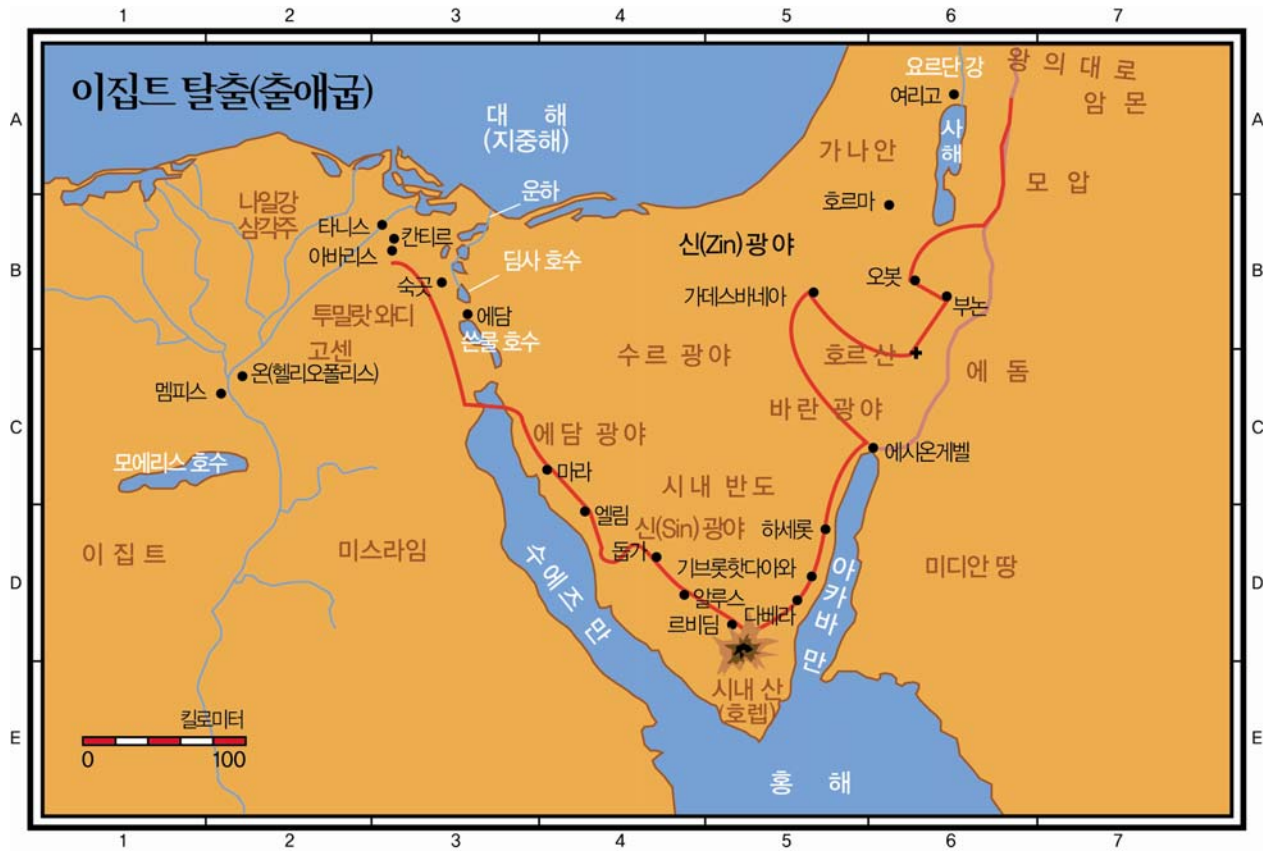 1 2 3 4 5 6 7
이집트 탈출(출애굽)
A
대 해
(지중해)
요르단 강
왕 의 대 로
여리고
암 몬
A
사해
가나안
모 압
나일강
삼각주
운하
호르마
타니스
칸티르
아바리스
신(Zin)광야
B
숙곳
딤사 호수
오봇
B
가데스바네아
부논
에담
투밀랏 와디
쓴물 호수
고센
수르 광야
호르 산
에 돔
온(헬리오폴리스)
멤피스
바란 광야
C
에담 광야
C
에시온게벨
모에리스 호수
마라
시내 반도
엘림
신(Sin)광야
하세롯
이 집 트
미스라임
돕가
D
수에즈 만
기브롯핫다아와
아카바 만
미디안 땅
D
알루스
다베라
르비딤
시내 산
(호렙)
킬로미터
E
0 100
홍 해
E
1 2 3 4 5 6 7